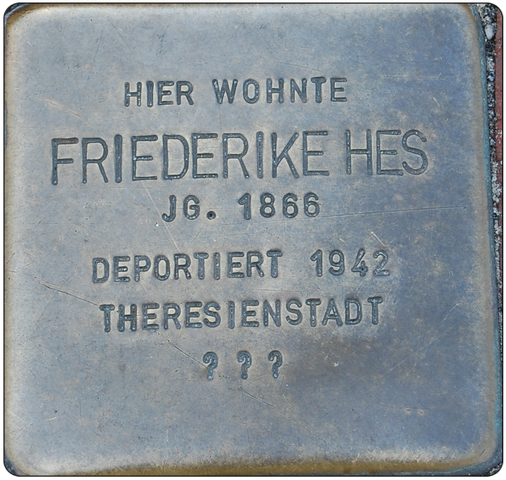 HIER WOHNTE
FRIEDERIKE HES
JG. 1866
DEPORTIERT 1942
THERESIENSTADT
? ? ?